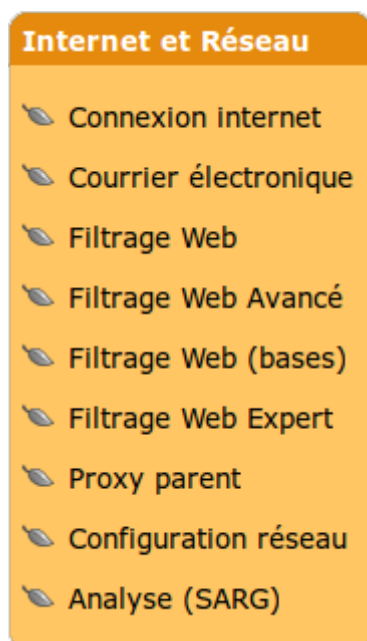 Internet et Réseau
Connexion internet
Courrier électronique
Filtrage Web
Filtrage Web Avancé
Filtrage Web (bases)
Filtrage Web Expert
Proxy parent
Configuration réseau
Analyse (SARG)